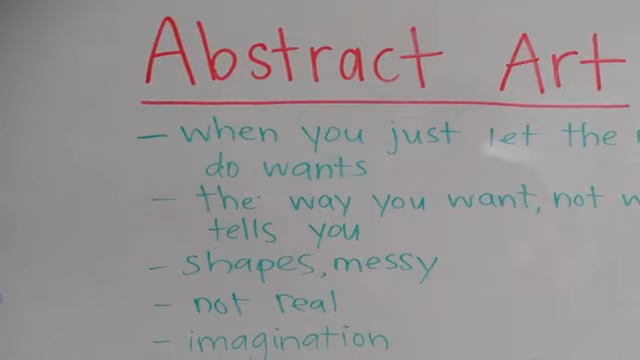 Abstract Art
- when you just let the
do wants
- the way you want, not
tells you
- shapes, messy
- not real
- imagination